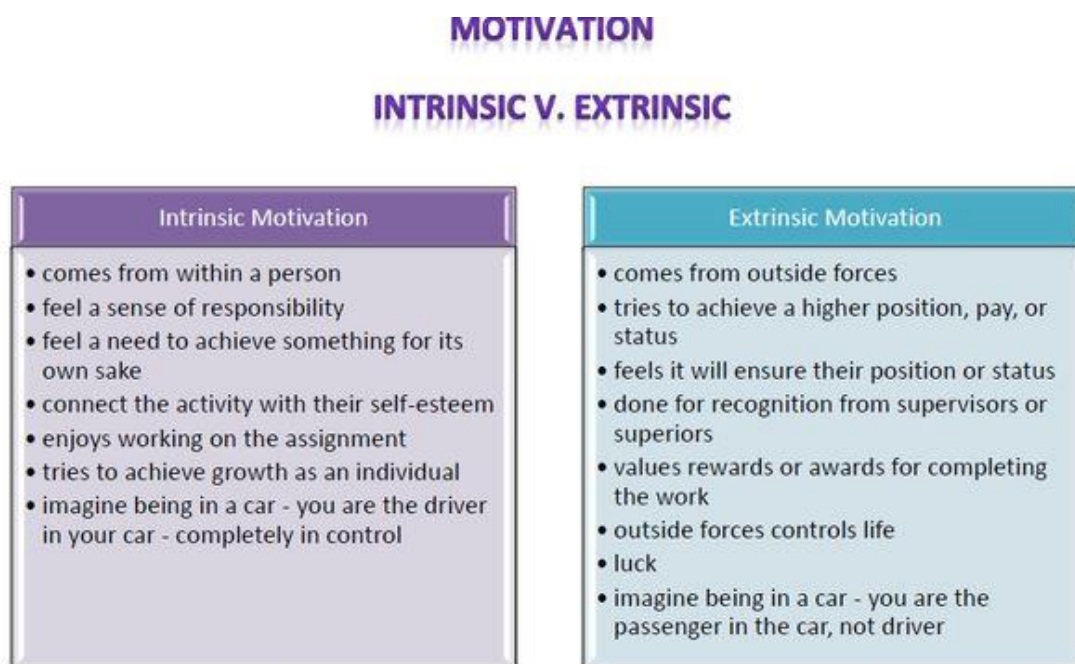 MOTIVATION
INTRINSIC V. EXTRINSIC
Intrinsic Motivation
• comes from within a person
• feel a sense of responsibility
• feel a need to achieve something for its
own sake
• connect the activity with their self-esteem
• enjoys working on the assignment
• tries to achieve growth as an individual
• imagine being in a car - you are the driver
in your car - completely in control
Extrinsic Motivation
• comes from outside forces
• tries to achieve a higher position, pay, or
status
• feels it will ensure their position or status
• done for recognition from supervisors or
superiors
• values rewards or awards for completing
the work
• outside forces controls life
• luck
• imagine being in a car - you are the
passenger in the car, not driver